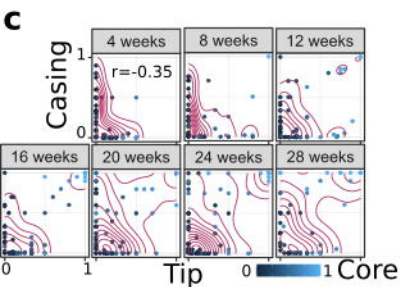 c
4 weeks
8 weeks
12 weeks
1
r=-0.35
Casing
0
16 weeks
20 weeks
24 weeks
28 weeks
0
1
Tip
0
1
Core